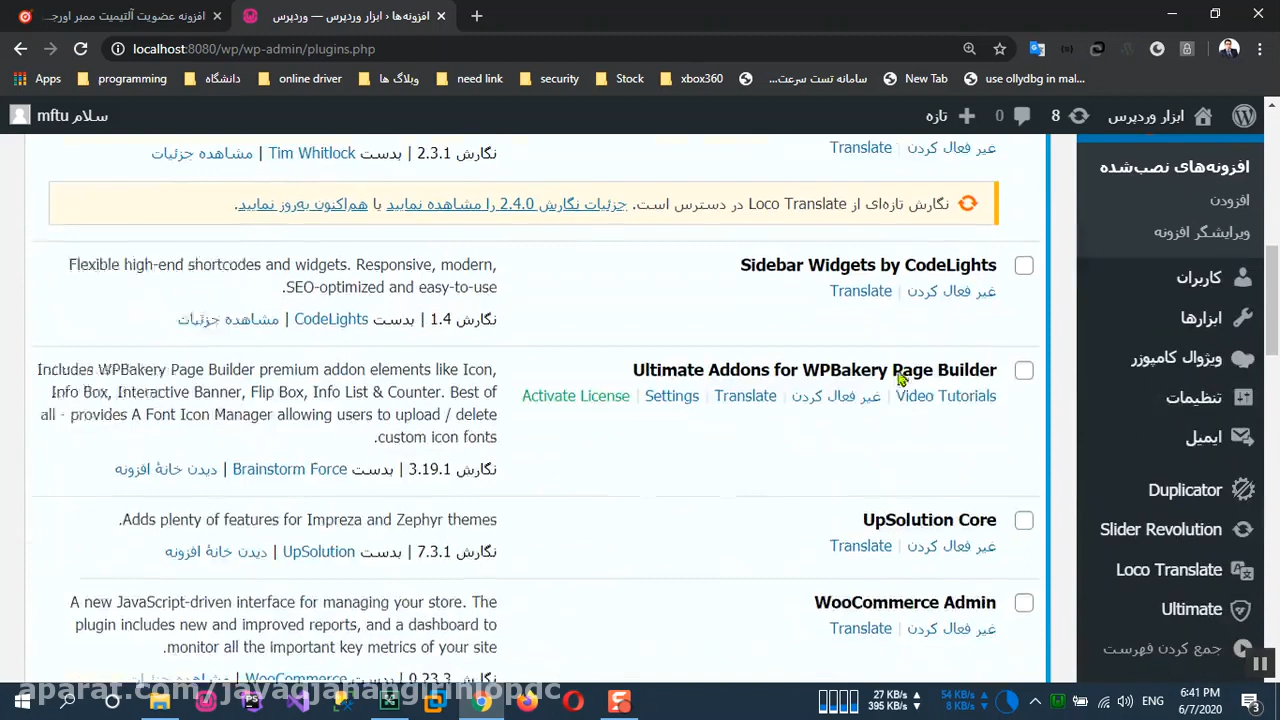 افزونه عضویت آلتیمیت ممبر اورجـ...
افزونه‌ها ‹ ابزار وردپرس — وردپرس
localhost:8080/wp/wp-admin/plugins.php
Apps programming دانشگاه online driver وبلاگ ها need link security Stock xbox360 سامانه تست سرعت... New Tab use ollydbg in mal...
ابزار وردپرس 8 0 تازه سلام mftu
Translate | غیر فعال کردن
نگارش 2.3.1 | بدست Tim Whitlock | مشاهده جزئیات
نگارش تازه‌ای از Loco Translate در دسترس است. جزئیات نگارش 2.4.0 را مشاهده نمایید یا هم‌اکنون به‌روز نمایید.
Sidebar Widgets by CodeLights
Translate | غیر فعال کردن
Flexible high-end shortcodes and widgets. Responsive, modern,
SEO-optimized and easy-to-use.
نگارش 1.4 | بدست CodeLights | مشاهده جزئیات
Ultimate Addons for WPBakery Page Builder
Activate License | Settings | Translate | غیر فعال کردن | Video Tutorials
Includes WPBakery Page Builder premium addon elements like Icon,
Info Box, Interactive Banner, Flip Box, Info List & Counter. Best of
all - provides A Font Icon Manager allowing users to upload / delete
custom icon fonts.
نگارش 3.19.1 | بدست Brainstorm Force | دیدن خانهٔ افزونه
UpSolution Core
Translate | غیر فعال کردن
Adds plenty of features for Impreza and Zephyr themes.
نگارش 7.3.1 | بدست UpSolution | دیدن خانهٔ افزونه
WooCommerce Admin
Translate | غیر فعال کردن
A new JavaScript-driven interface for managing your store. The
plugin includes new and improved reports, and a dashboard to
monitor all the important key metrics of your site.
نگارش 0.23.3 | بدست WooCommerce | مشاهده جزئیات
افزونه‌های نصب‌شده
افزودن
ویرایشگر افزونه
کاربران
ابزارها
ویژوال کامپوزر
تنظیمات
ایمیل
Duplicator
Slider Revolution
Loco Translate
Ultimate
جمع کردن فهرست
27 KB/s
395 KB/s
54 KB/s
8 KB/s
ENG
6:41 PM
6/7/2020
3